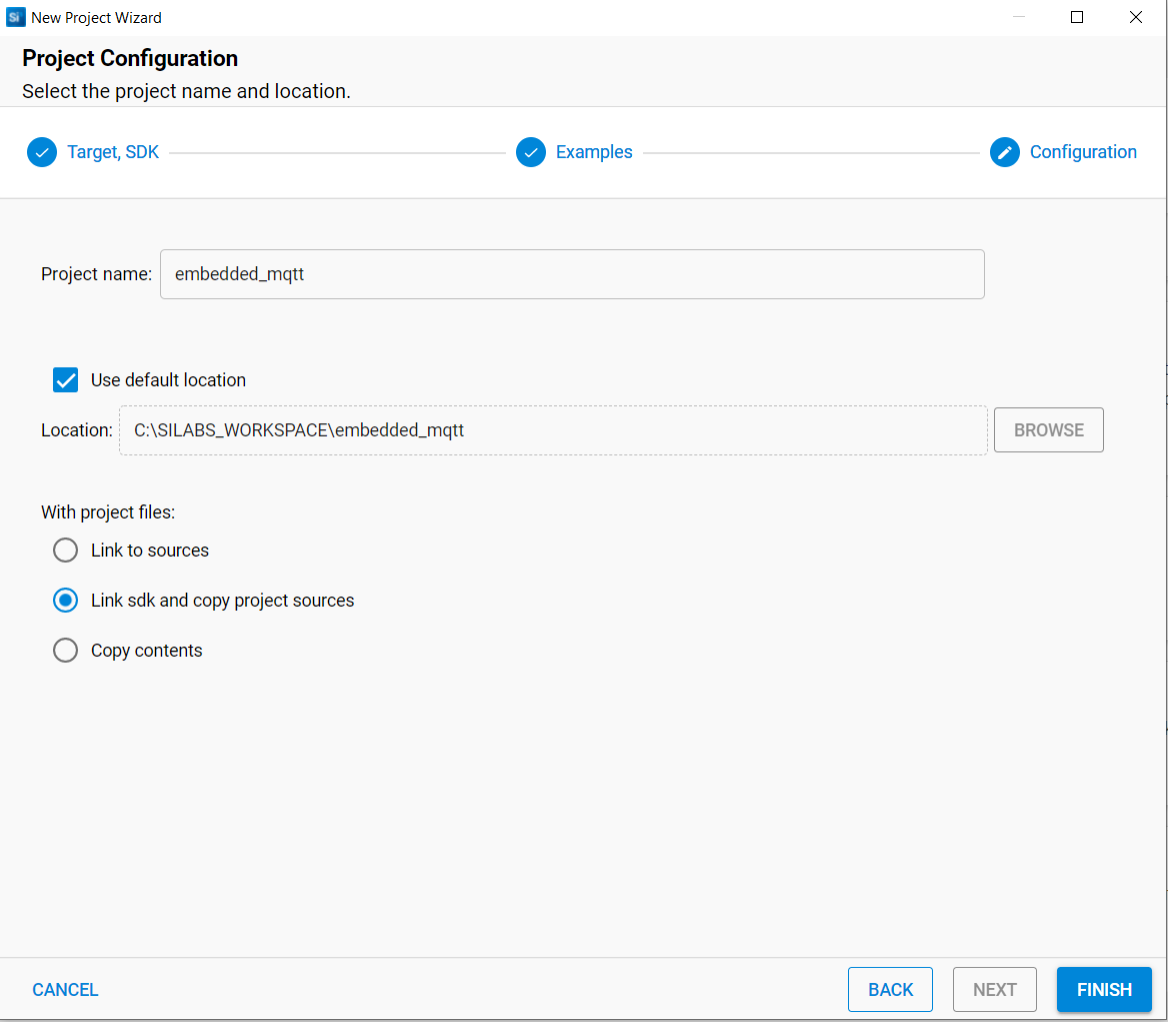 Si New Project Wizard
Project Configuration
Select the project name and location.
Target, SDK Examples Configuration
Project name: embedded_mqtt
Use default location
Location: C:\SILABS_WORKSPACE\embedded_mqtt BROWSE
With project files:
Link to sources
Link sdk and copy project sources
Copy contents
CANCEL BACK NEXT FINISH